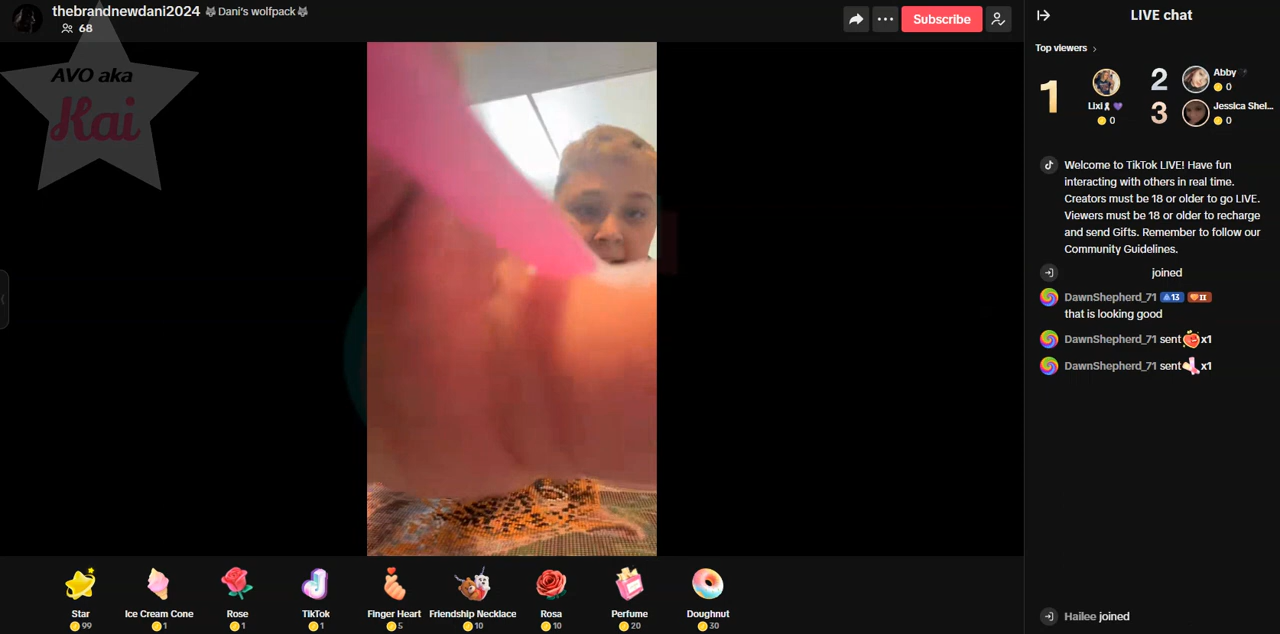 thebrandnewdani2024 🐺Dani's wolfpack🐺
68
Subscribe
AVO aka
Kai
LIVE chat
Top viewers
1
Lixi
0
2
Abby
0
3
Jessica Shel...
0
Welcome to TikTok LIVE! Have fun
interacting with others in real time.
Creators must be 18 or older to go LIVE.
Viewers must be 18 or older to recharge
and send Gifts. Remember to follow our
Community Guidelines.
joined
DawnShepherd_71 13 II
that is looking good
DawnShepherd_71 sent x1
DawnShepherd_71 sent x1
Hailee joined
Star
99
Ice Cream Cone
1
Rose
1
TikTok
1
Finger Heart
5
Friendship Necklace
10
Rosa
10
Perfume
20
Doughnut
30